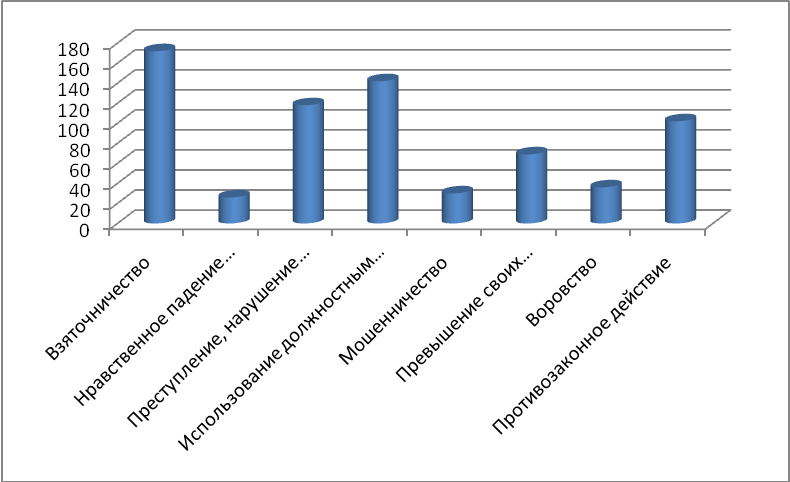 180
160
140
120
100
80
60
40
20
0
Взяточничество
Нравственное падение...
Преступление, нарушение...
Использование должностным...
Мошенничество
Превышение своих...
Воровство
Противозаконное действие